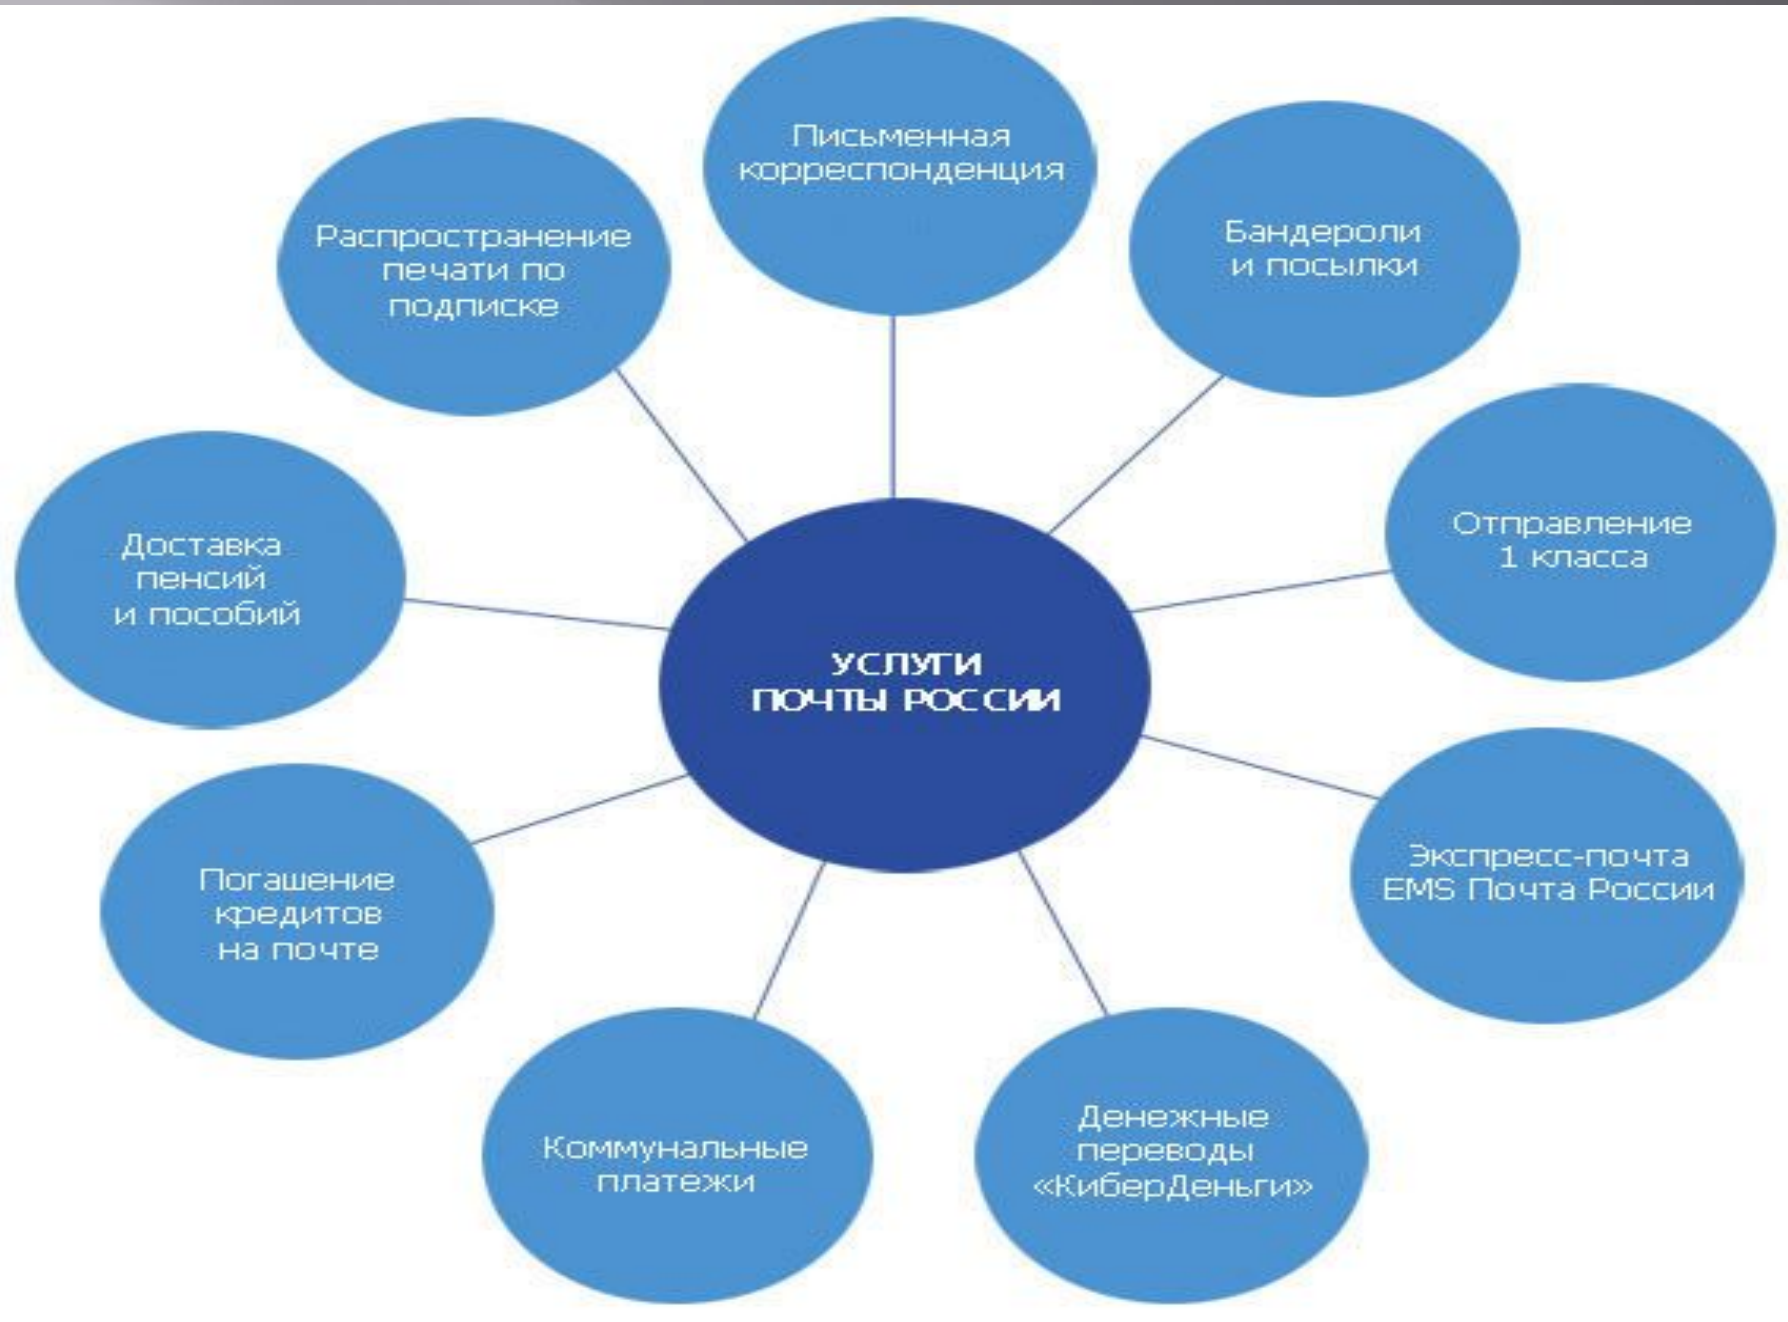 Письменная
корреспонденция
Бандероли
и посылки
Отправление
1 класса
Экспресс-почта
EMS Почта России
Денежные
переводы
«КиберДеньги»
Коммунальные
платежи
Погашение
кредитов
на почте
Доставка
пенсий
и пособий
Распространение
печати по
подписке
УСЛУГИ
ПОЧТЫ РОССИИ